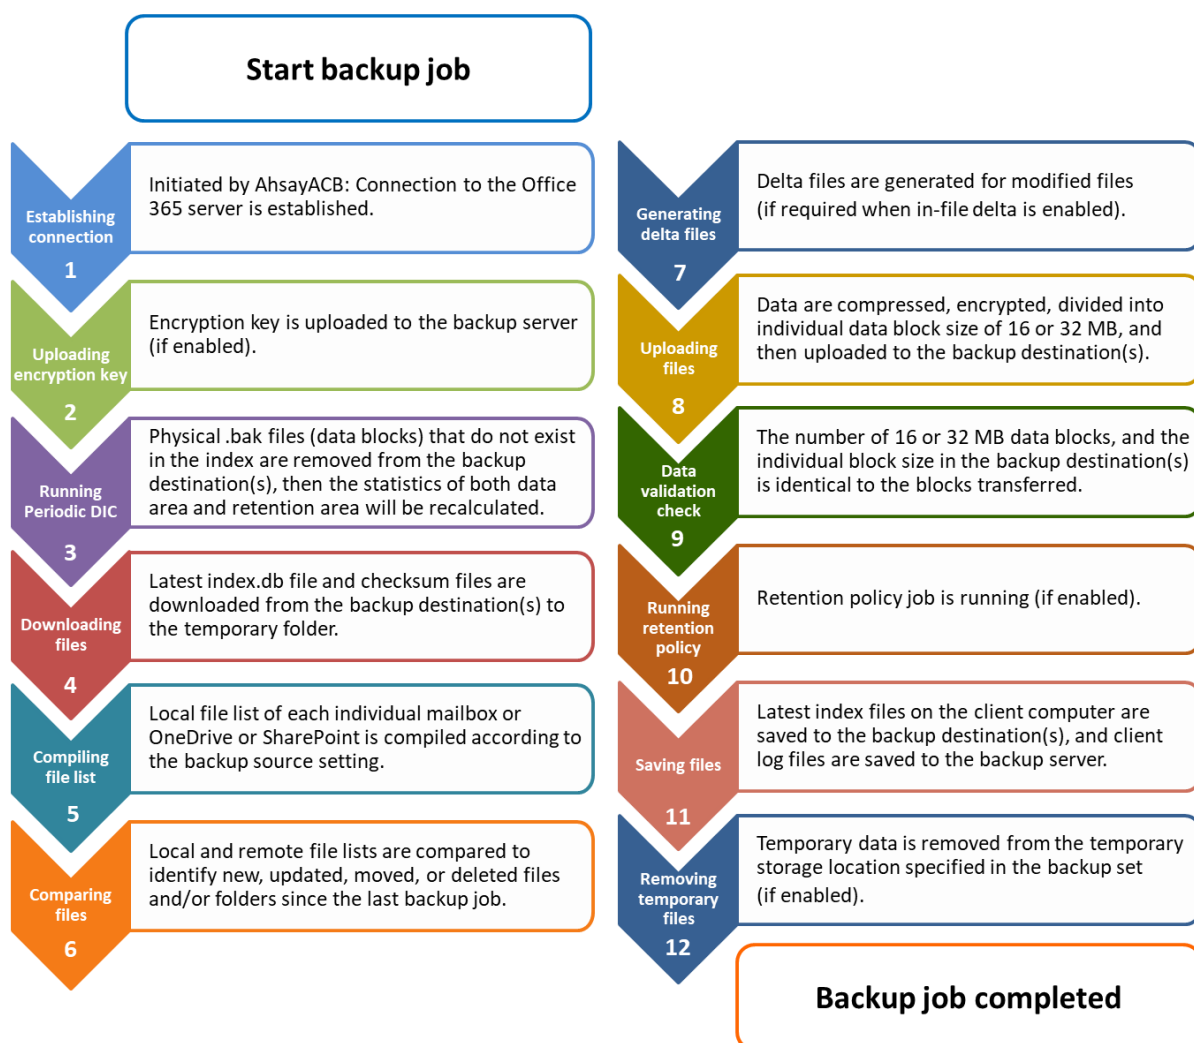 Start backup job
Establishing
connection
1
Initiated by AhsayACB: Connection to the Office
365 server is established.
Uploading
encryption key
2
Encryption key is uploaded to the backup server
(if enabled).
Running
Periodic DIC
3
Physical .bak files (data blocks) that do not exist
in the index are removed from the backup
destination(s), then the statistics of both data
area and retention area will be recalculated.
Downloading
files
4
Latest index.db file and checksum files are
downloaded from the backup destination(s) to
the temporary folder.
Compiling
file list
5
Local file list of each individual mailbox or
OneDrive or SharePoint is compiled according to
the backup source setting.
Comparing
files
6
Local and remote file lists are compared to
identify new, updated, moved, or deleted files
and/or folders since the last backup job.
Generating
delta files
7
Delta files are generated for modified files
(if required when in-file delta is enabled).
Uploading
files
8
Data are compressed, encrypted, divided into
individual data block size of 16 or 32 MB, and
then uploaded to the backup destination(s).
Data
validation
check
9
The number of 16 or 32 MB data blocks, and the
individual block size in the backup destination(s)
is identical to the blocks transferred.
Running
retention
policy
10
Retention policy job is running (if enabled).
Saving files
11
Latest index files on the client computer are
saved to the backup destination(s), and client
log files are saved to the backup server.
Removing
temporary
files
12
Temporary data is removed from the temporary
storage location specified in the backup set
(if enabled).
Backup job completed